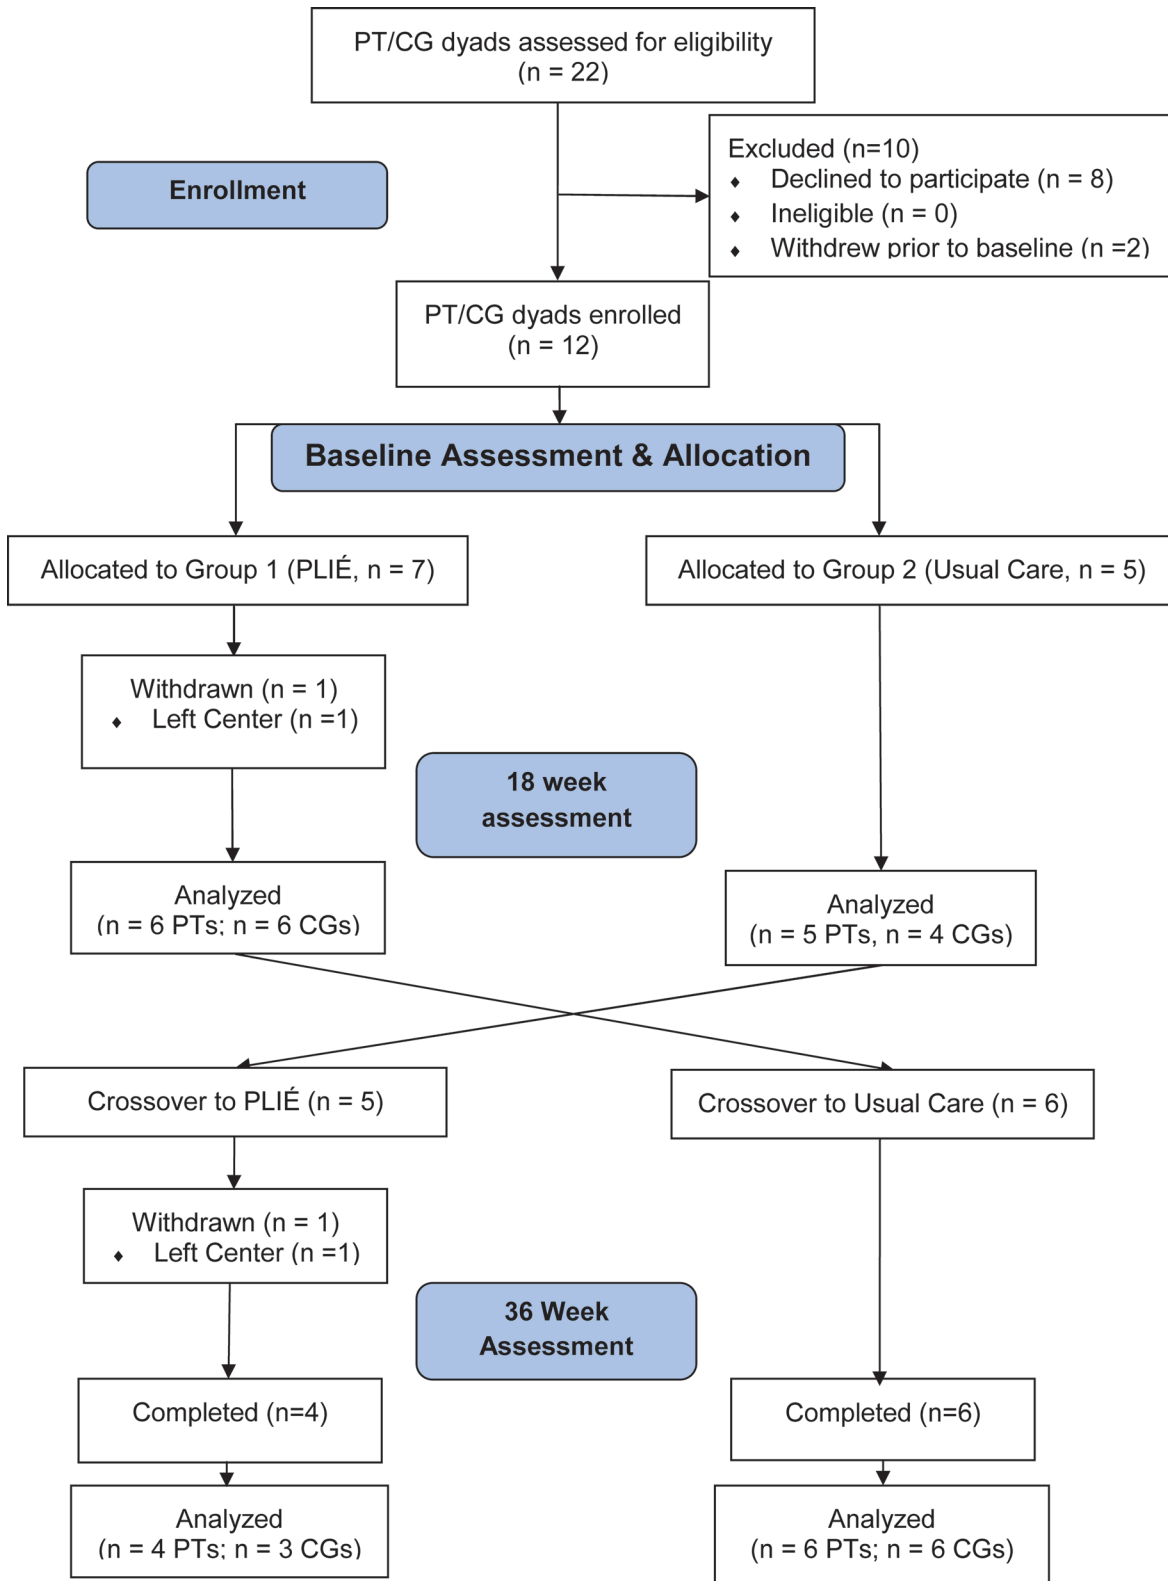 PT/CG dyads assessed for eligibility
(n = 22)
Excluded (n=10)
♦ Declined to participate (n = 8)
♦ Ineligible (n = 0)
♦ Withdrew prior to baseline (n =2)
Enrollment
PT/CG dyads enrolled
(n = 12)
Baseline Assessment & Allocation
Allocated to Group 1 (PLIÉ, n = 7)
Allocated to Group 2 (Usual Care, n = 5)
Withdrawn (n = 1)
♦ Left Center (n =1)
18 week
assessment
Analyzed
(n = 6 PTs; n = 6 CGs)
Analyzed
(n = 5 PTs, n = 4 CGs)
Crossover to PLIÉ (n = 5)
Crossover to Usual Care (n = 6)
Withdrawn (n = 1)
♦ Left Center (n =1)
36 Week
Assessment
Completed (n=4)
Completed (n=6)
Analyzed
(n = 4 PTs; n = 3 CGs)
Analyzed
(n = 6 PTs; n = 6 CGs)